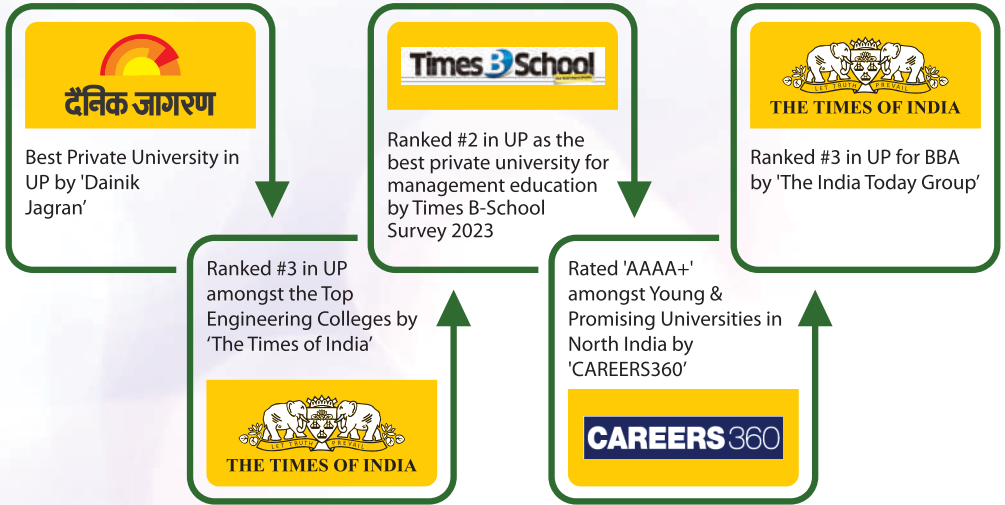 दैनिक जागरण
Best Private University in
UP by 'Dainik
Jagran’
Ranked #3 in UP
amongst the Top
Engineering Colleges by
‘The Times of India’
LET TRUTH PREVAIL
THE TIMES OF INDIA
Times B School
Ranked #2 in UP as the
best private university for
management education
by Times B-School
Survey 2023
Rated 'AAAA+'
amongst Young &
Promising Universities in
North India by
'CAREERS360’
CAREERS360
LET TRUTH PREVAIL
THE TIMES OF INDIA
Ranked #3 in UP for BBA
by 'The India Today Group’